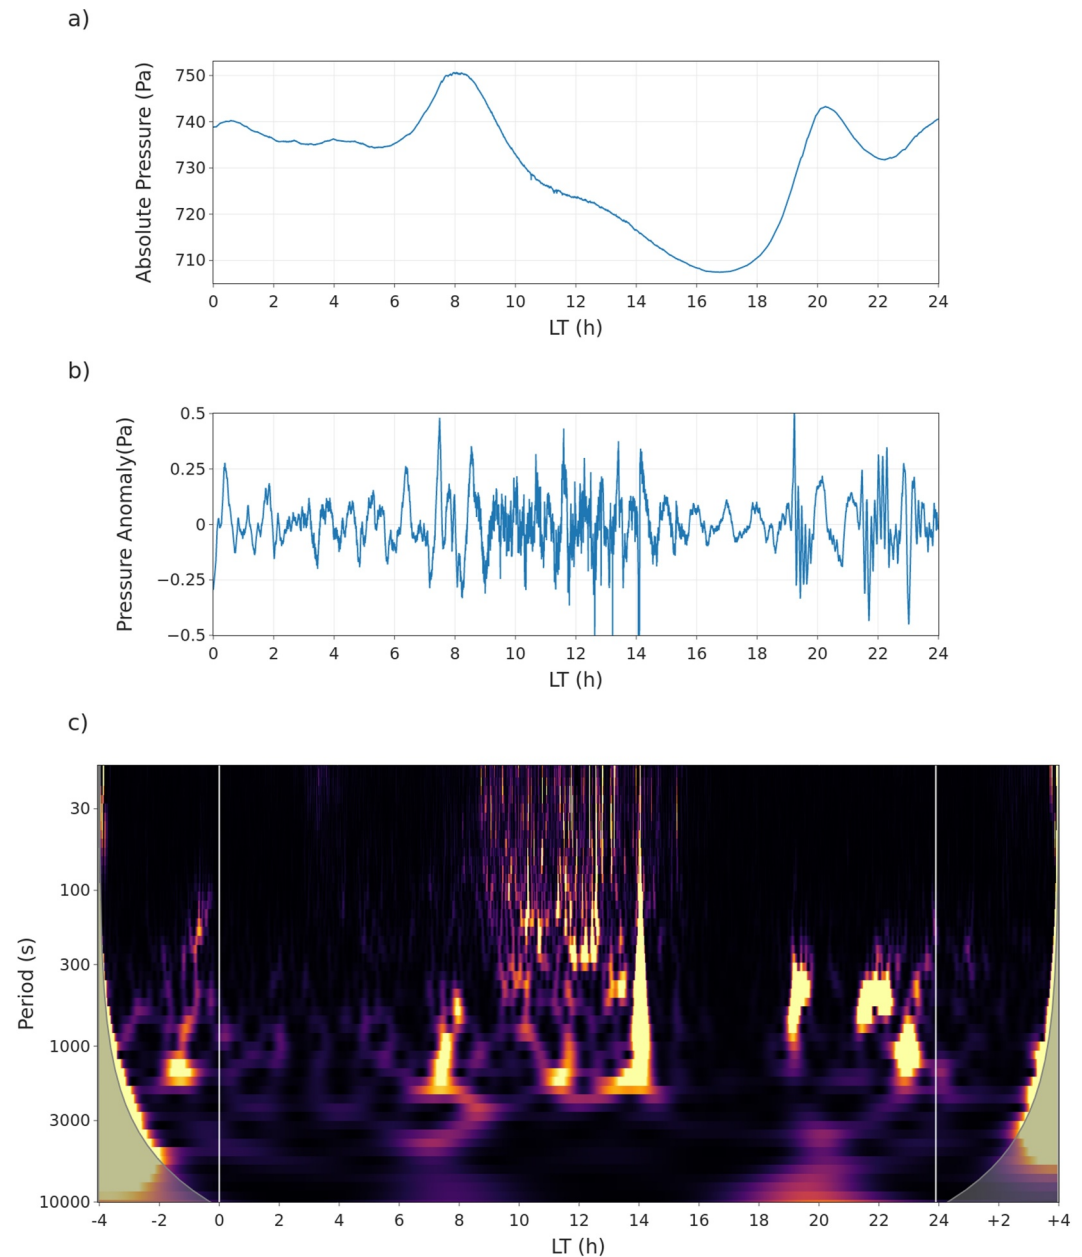 a)
Absolute Pressure (Pa)
750
740
730
720
710
0 2 4 6 8 10 12 14 16 18 20 22 24
LT (h)
b)
Pressure Anomaly(Pa)
0.5
0.25
0
−0.25
−0.5
0 2 4 6 8 10 12 14 16 18 20 22 24
LT (h)
c)
Period (s)
30
100
300
1000
3000
10000
-4 -2 0 2 4 6 8 10 12 14 16 18 20 22 24 +2 +4
LT (h)